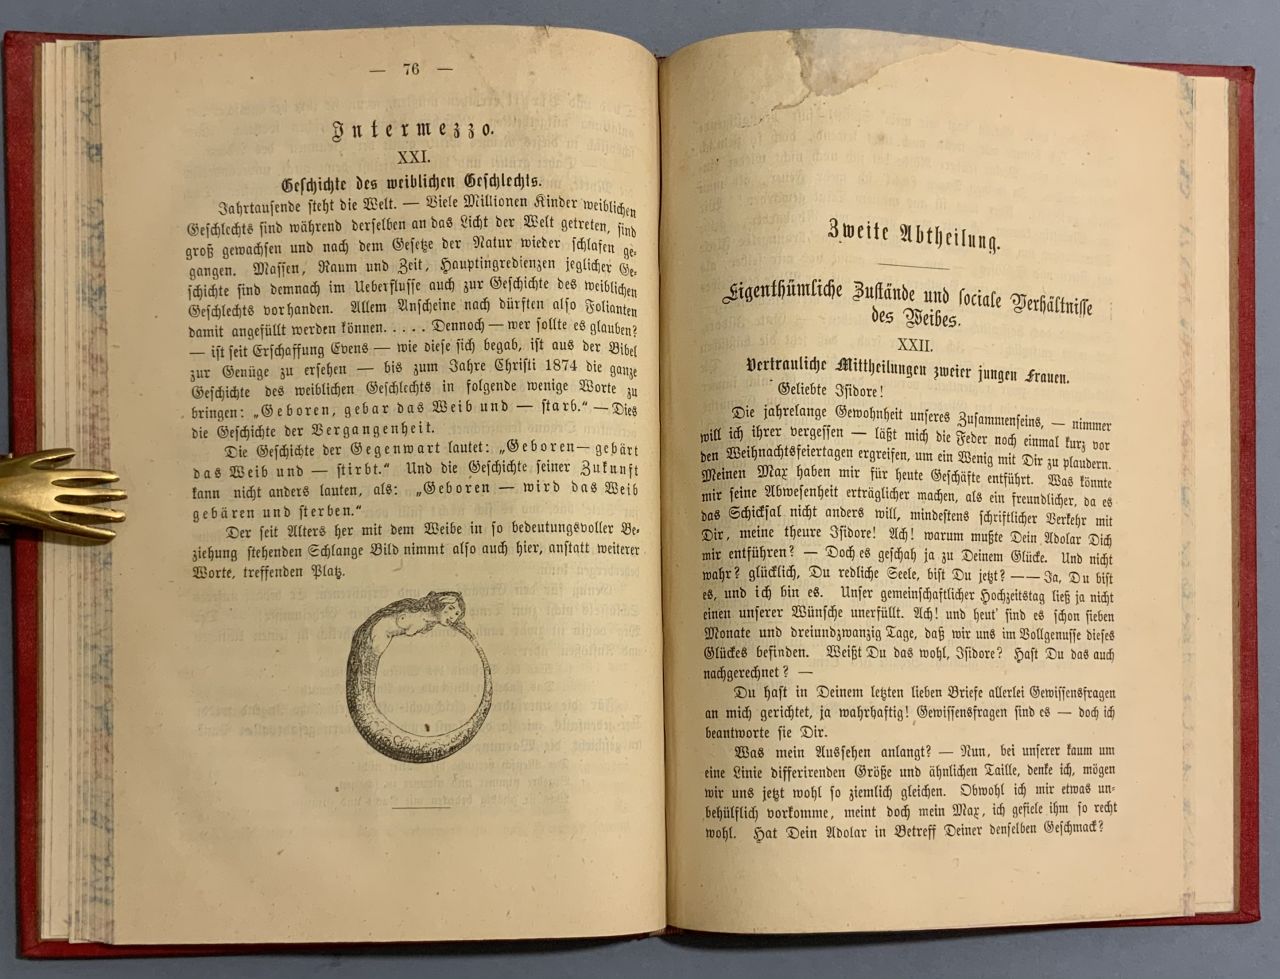 — 76 —
Intermezzo.
XXI.
Geschichte des weiblichen Geschlechts.
Jahrtausende steht die Welt. — Viele Millionen Kinder weiblichen
Geschlechts sind während derselben an das Licht der Welt getreten, sind
groß gewachsen und nach dem Gesetze der Natur wieder schlafen ge-
gangen. Massen, Raum und Zeit, Hauptingredienzen jeglicher Ge-
schichte sind demnach im Ueberflusse auch zur Geschichte des weiblichen
Geschlechts vorhanden. Allem Anscheine nach dürften also Folianten
damit angefüllt werden können. . . . . Dennoch — wer sollte es glauben?
— ist seit Erschaffung Evens — wie diese sich begab, ist aus der Bibel
zur Genüge zu ersehen — bis zum Jahre Christi 1874 die ganze
Geschichte des weiblichen Geschlechts in folgende wenige Worte zu
bringen: „Geboren, gebar das Weib und — starb.“ — Dies
die Geschichte der Vergangenheit.
Die Geschichte der Gegenwart lautet: „Geboren— gebärt
das Weib und — stirbt.“ Und die Geschichte seiner Zukunft
kann nicht anders lauten, als: „Geboren — wird das Weib
gebären und sterben.“
Der seit Alters her mit dem Weibe in so bedeutungsvoller Be-
ziehung stehenden Schlange Bild nimmt also auch hier, anstatt weiterer
Worte, treffenden Platz.
Zweite Abtheilung.
Eigenthümliche Zustände und sociale Verhältnisse
des Weibes.
XXII.
Vertrauliche Mittheilungen zweier jungen Frauen.
Geliebte Isidore!
Die jahrelange Gewohnheit unseres Zusammenseins, — nimmer
will ich ihrer vergessen — läßt mich die Feder noch einmal kurz vor
den Weihnachtsfeiertagen ergreifen, um ein Wenig mit Dir zu plaudern.
Meinen Max haben mir für heute Geschäfte entführt. Was könnte
mir seine Abwesenheit erträglicher machen, als ein freundlicher, da es
das Schicksal nicht anders will, mindestens schriftlicher Verkehr mit
Dir, meine theure Isidore! Ach! warum mußte Dein Adolar Dich
mir entführen? — Doch es geschah ja zu Deinem Glücke. Und nicht
wahr? glücklich, Du redliche Seele, bist Du jetzt? — — Ja, Du bist
es, und ich bin es. Unser gemeinschaftlicher Hochzeitstag ließ ja nicht
einen unserer Wünsche unerfüllt. Ach! und heut' sind es schon sieben
Monate und dreiundzwanzig Tage, daß wir uns im Vollgenusse dieses
Glückes befinden. Weißt Du das wohl, Isidore? Hast Du das auch
nachgerechnet? —
Du hast in Deinem letzten lieben Briefe allerlei Gewissensfragen
an mich gerichtet, ja wahrhaftig! Gewissensfragen sind es — doch ich
beantworte sie Dir.
Was mein Aussehen anlangt? — Nun, bei unserer kaum um
eine Linie differirenden Größe und ähnlichen Taille, denke ich, mögen
wir uns jetzt wohl so ziemlich gleichen. Obwohl ich mir etwas un-
behülflich vorkomme, meint doch mein Max, ich gefiele ihm so recht
wohl. Hat Dein Adolar in Betreff Deiner denselben Geschmack?